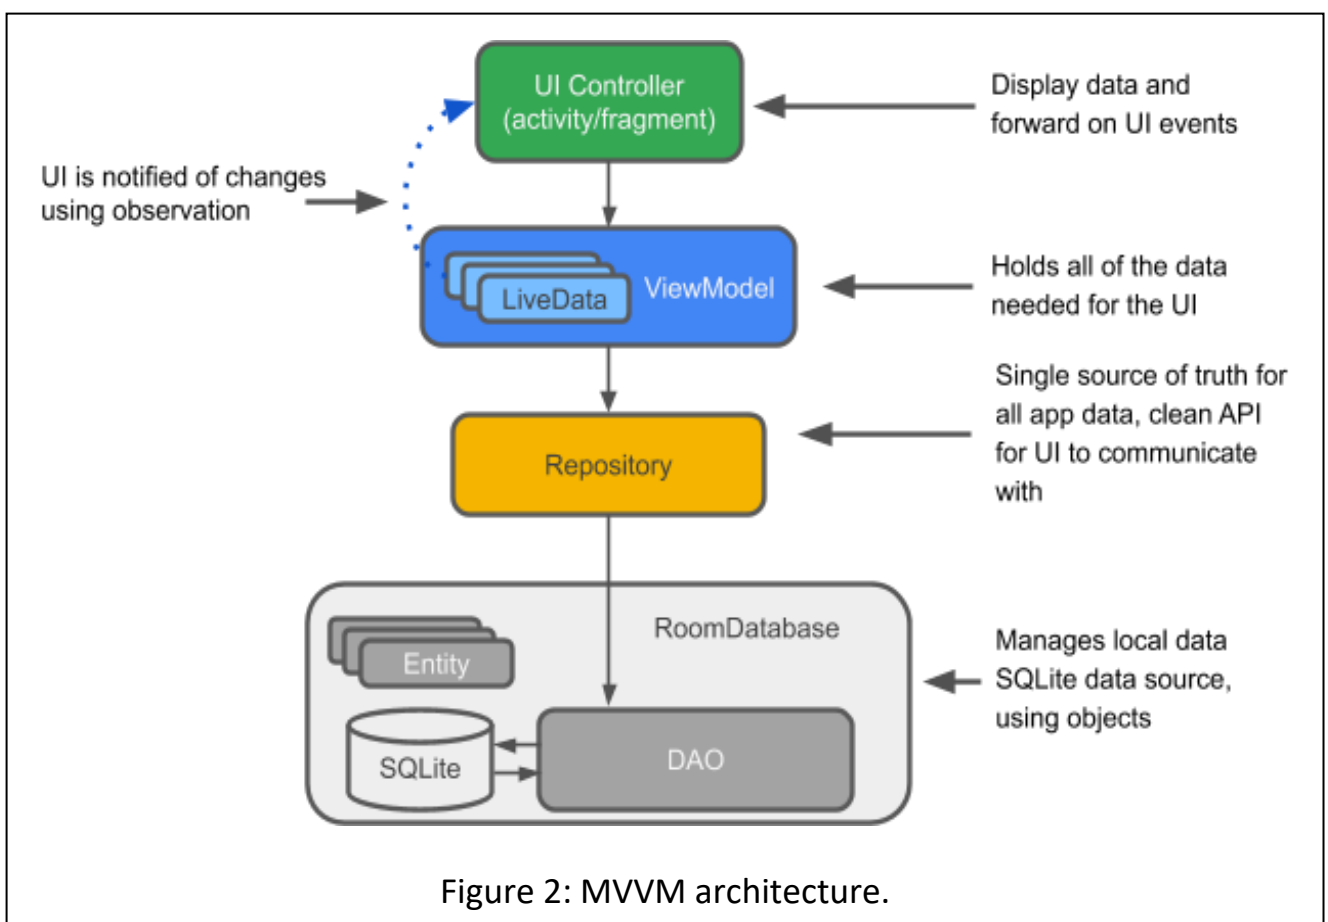 UI Controller
(activity/fragment)
Display data and
forward on UI events
UI is notified of changes
using observation
LiveData
ViewModel
Holds all of the data
needed for the UI
Repository
Single source of truth for
all app data, clean API
for UI to communicate
with
RoomDatabase
Entity
SQLite
DAO
Manages local data
SQLite data source,
using objects
Figure 2: MVVM architecture.